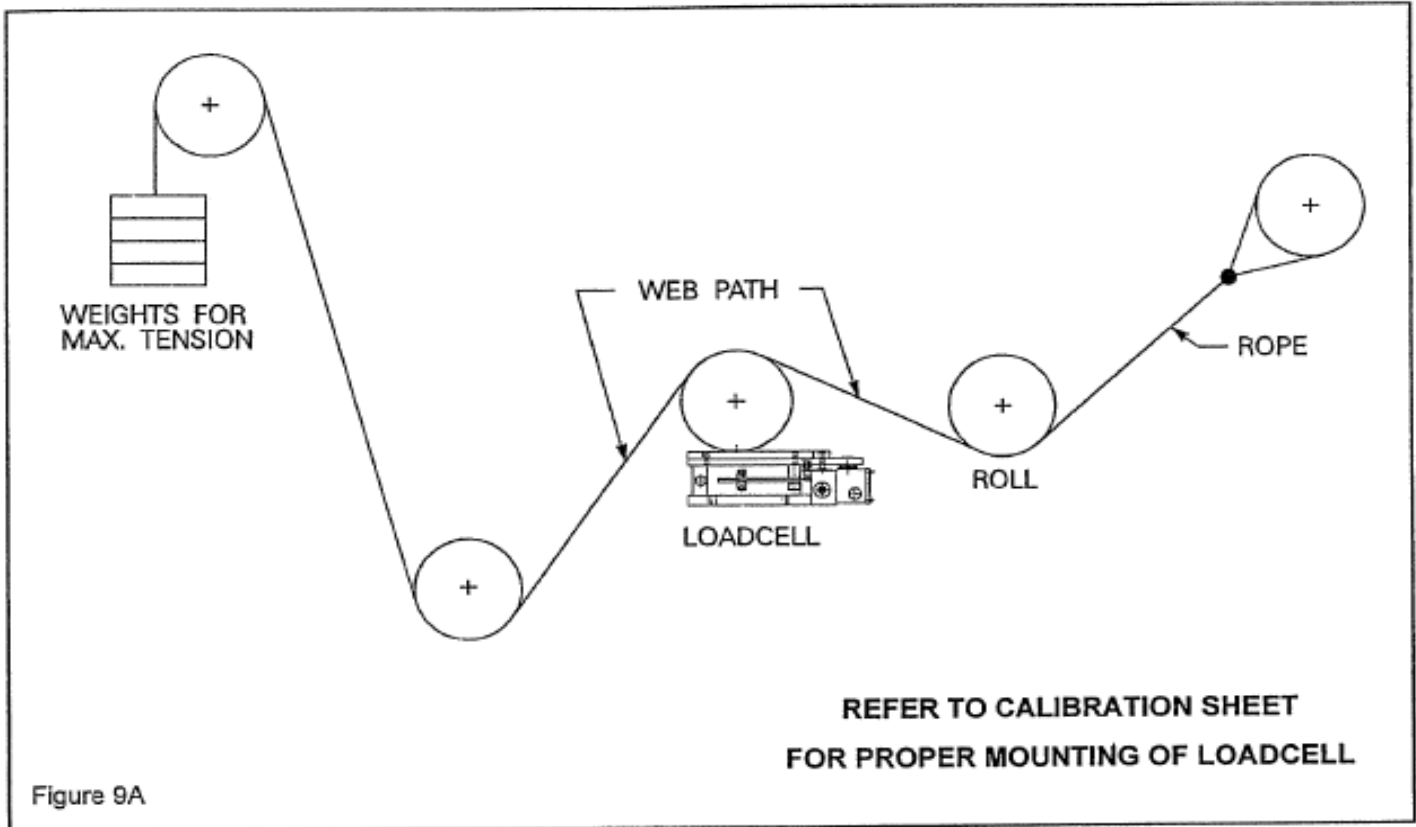 WEIGHTS FOR
MAX. TENSION
WEB PATH
ROPE
ROLL
LOADCELL
REFER TO CALIBRATION SHEET
FOR PROPER MOUNTING OF LOADCELL
Figure 9A